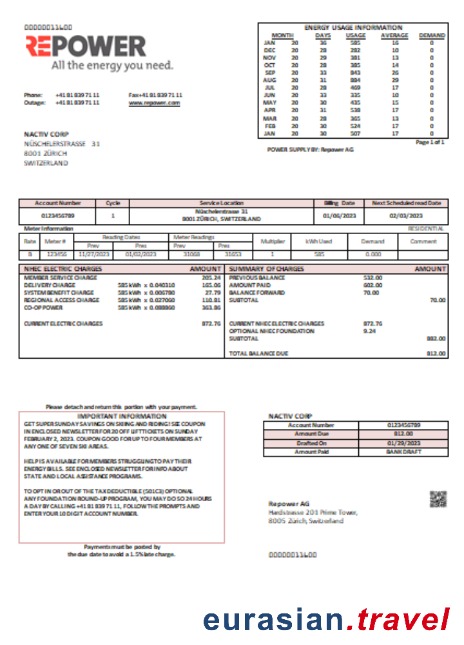 00000011600
REPOWER
All the energy you need.
Phone: +41 81 839 71 11 Fax+41 81 839 71 11
Outage: +41 81 839 71 11 www.repower.com
NACTIV CORP
NÜSCHELERSTRASSE 31
8001 ZÜRICH
SWITZERLAND
ENERGY USAGE INFORMATION
MONTH DAYS USAGE AVERAGE DEMAND
JAN 20 36 585 16 0
DEC 20 28 282 10 0
NOV 20 29 381 13 0
OCT 20 28 385 14 0
SEP 20 33 843 26 0
AUG 20 31 884 29 0
JUL 20 28 469 17 0
JUN 20 33 335 10 0
MAY 20 30 435 15 0
APR 20 31 538 17 0
MAR 20 28 365 13 0
FEB 20 30 524 17 0
JAN 20 30 507 17 0
Page 1 of 1
POWER SUPPLY BY: Repower AG
Account Number Cycle Service Location Billing Date Next Scheduled read Date
0123456789 1 Nüschelerstrasse 31 01/06/2023 02/03/2023
8001 ZÜRICH, SWITZERLAND
Meter Information RESIDENTIAL
Rate Meter # Reading Dates Meter Readings Multiplier kWh Used Demand Comment
Prev Pres Prev Pres
B 123456 11/27/2023 01/02/2023 31068 31653 1 585 0.000
NHEC ELECTRIC CHARGES AMOUNT
MEMBER SERVICE CHARGE 205.24
DELIVERY CHARGE 585 kWh x 0.040310 165.06
SYSTEM BENEFIT CHARGE 585 kWh x 0.006780 27.79
REGIONAL ACCESS CHARGE 585 kWh x 0.027060 110.81
CO-OP POWER 585 kWh x 0.088860 363.86
CURRENT ELECTRIC CHARGES 872.76
SUMMARY OF CHARGES AMOUNT
PREVIOUS BALANCE 532.00
AMOUNT PAID 602.00
BALANCE FORWARD 70.00
SUBTOTAL 70.00
CURRENT NHEC ELECTRIC CHARGES 872.76
OPTIONAL NHEC FOUNDATION 9.24
SUBTOTAL 882.00
TOTAL BALANCE DUE 812.00
Please detach and return this portion with your payment.
IMPORTANT INFORMATION
GET SUPER SUNDAY SAVINGS ON SKIING AND RIDING! SEE COUPON
IN ENCLOSED NEWSLETTER FOR 20 OFF LIFT TICKETS ON SUNDAY
FEBRUARY 2, 2023. COUPON GOOD FOR UP TO FOUR MEMBERS AT
ANY ONE OF SEVEN SKI AREAS.
HELP IS AVAILABLE FOR MEMBERS STRUGGLING TO PAY THEIR
ENERGY BILLS. SEE ENCLOSED NEWSLETTER FOR INFO ABOUT
STATE AND LOCAL ASSISTANCE PROGRAMS.
TO OPT IN OR OUT OF THE TAX DEDUCTIBLE (501C3) OPTIONAL
ANY FOUNDATION ROUND-UP PROGRAM, YOU MAY DO SO 24 HOURS
A DAY BY CALLING +41 81 839 71 11, FOLLOW THE PROMPTS AND
ENTER YOUR 10 DIGIT ACCOUNT NUMBER.
Payments must be posted by
the due date to avoid a 1.5% late charge.
NACTIV CORP
Account Number 0123456789
Amount Due 812.00
Drafted On 01/29/2023
Amount Paid BANK DRAFT
Repower AG
Hardstrasse 201 Prime Tower,
8005 Zürich, Switzerland
00000011600
eurasian.travel